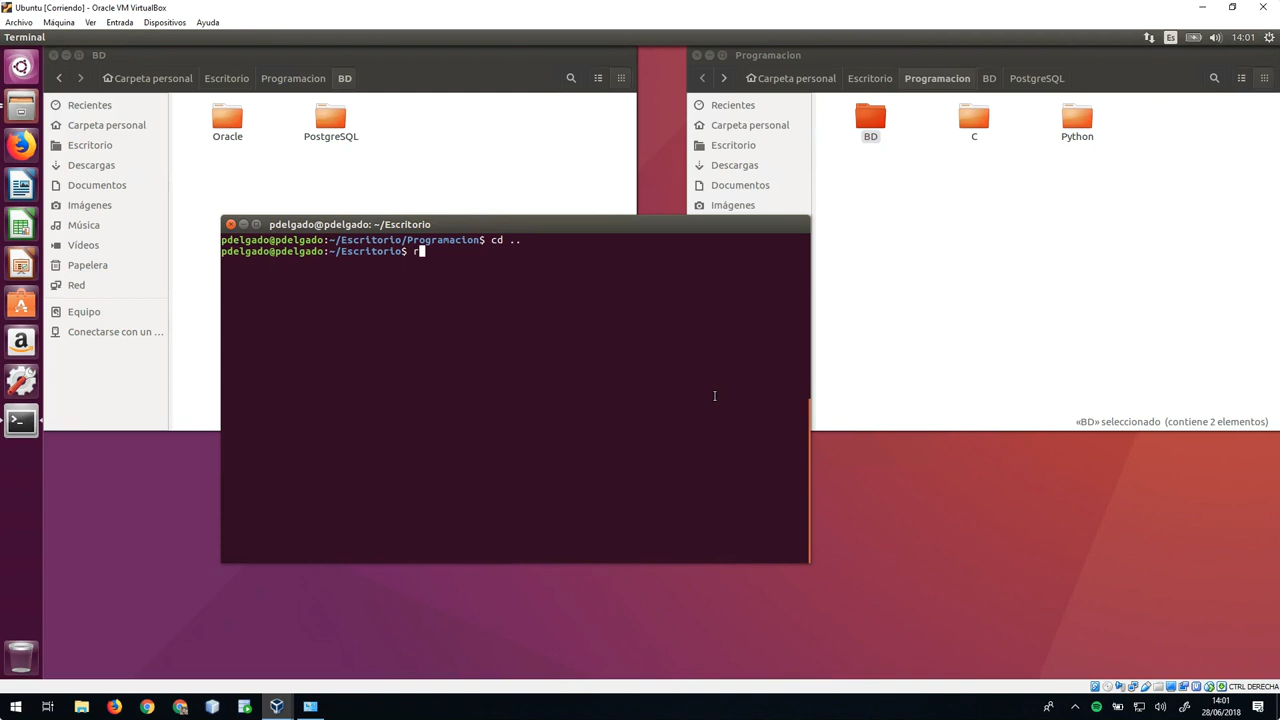 Ubuntu [Corriendo] - Oracle VM VirtualBox
Archivo Máquina Ver Entrada Dispositivos Ayuda
Terminal
Es
14:01
BD
Carpeta personal Escritorio Programacion BD
Recientes
Carpeta personal
Escritorio
Descargas
Documentos
Imágenes
Música
Vídeos
Papelera
Red
Equipo
Conectarse con un ...
Oracle PostgreSQL
Programacion
Carpeta personal Escritorio Programacion BD PostgreSQL
Recientes
Carpeta personal
Escritorio
Descargas
Documentos
Imágenes
BD C Python
«BD» seleccionado (contiene 2 elementos)
pdelgado@pdelgado: ~/Escritorio
pdelgado@pdelgado:~/Escritorio/Programacion$ cd ..
pdelgado@pdelgado:~/Escritorio$ r
CTRL DERECHA
14:01
28/06/2018